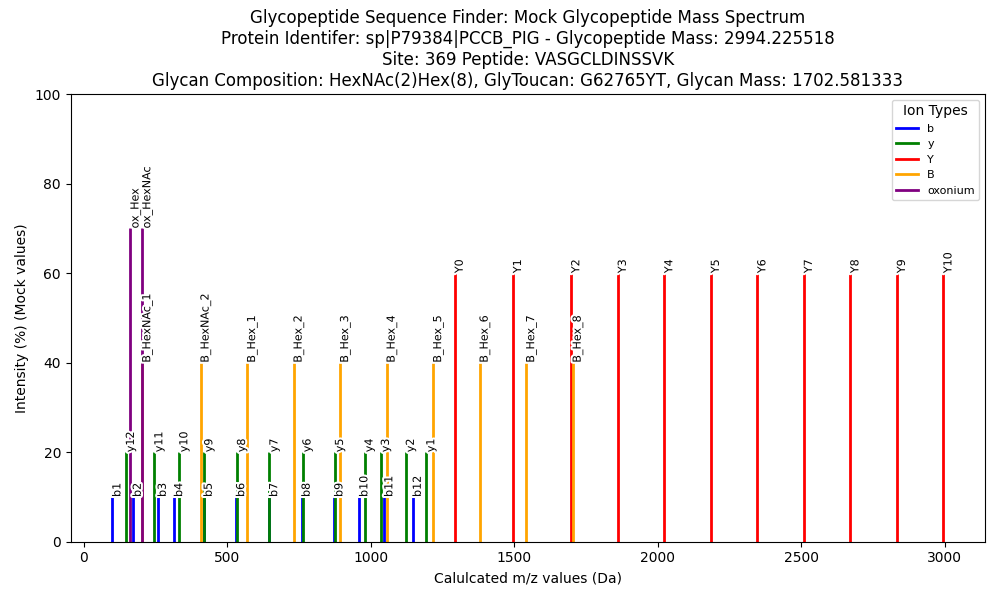 Glycopeptide Sequence Finder: Mock Glycopeptide Mass Spectrum
Protein Identifer: sp|P79384|PCCB_PIG - Glycopeptide Mass: 2994.225518
Site: 369 Peptide: VASGCLDINSSVK
Glycan Composition: HexNAc(2)Hex(8), GlyToucan: G62765YT, Glycan Mass: 1702.581333
Intensity (%) (Mock values)
100
80
60
40
20
0
Ion Types
b
y
Y
B
oxonium
ox_Hex
ox_HexNAc
Y0
Y1
Y2
Y3
Y4
Y5
Y6
Y7
Y8
Y9
Y10
B_HexNAc_1
B_HexNAc_2
B_Hex_1
B_Hex_2
B_Hex_3
B_Hex_4
B_Hex_5
B_Hex_6
B_Hex_7
B_Hex_8
y12
y11
y10
y9
y8
y7
y6
y5
y4
y3
y2
y1
b1
b2
b3
b4
b5
b6
b7
b8
b9
b10
b11
b12
0
500
1000
1500
2000
2500
3000
Calulcated m/z values (Da)